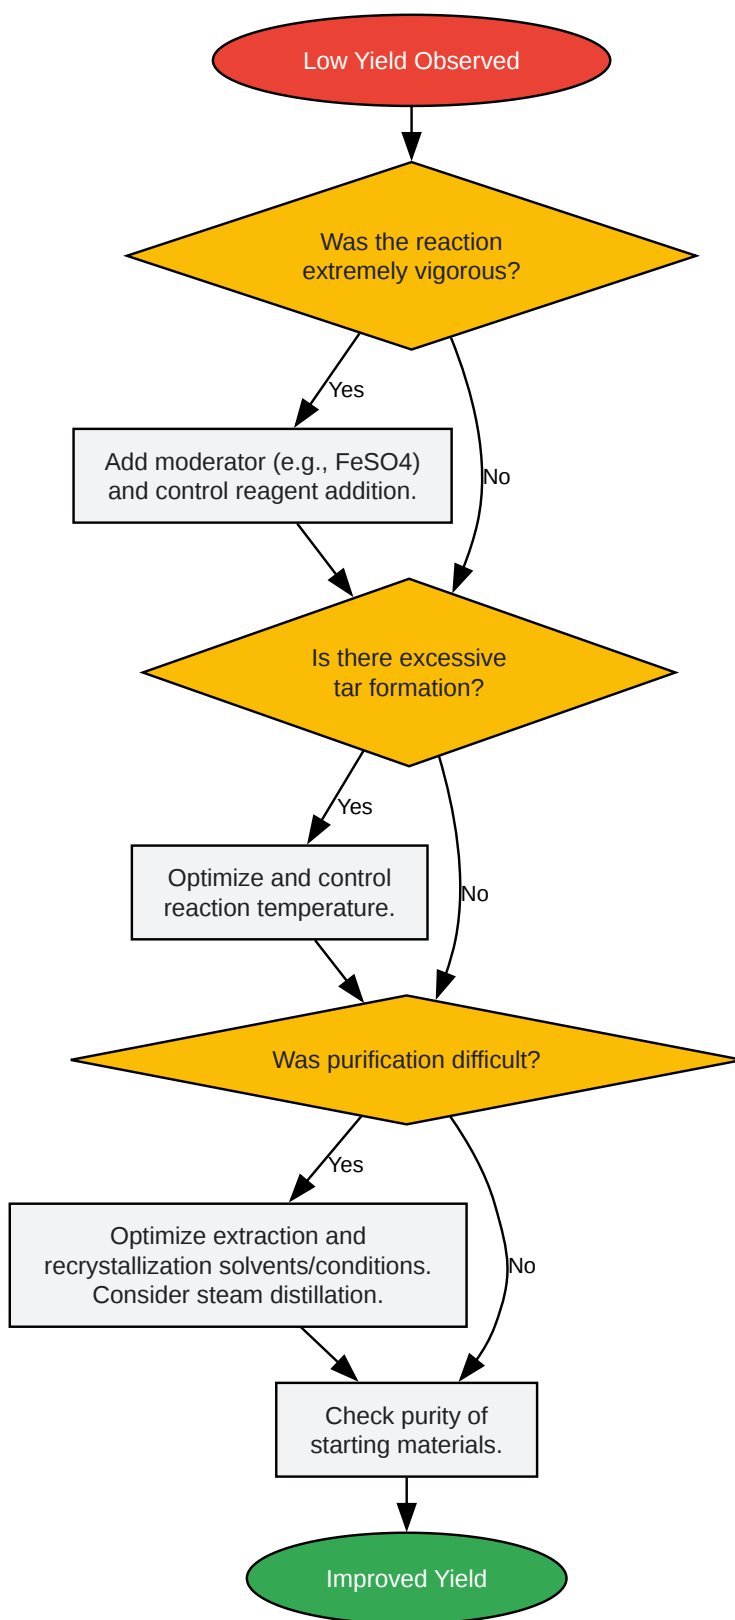 Low Yield Observed
Was the reaction
extremely vigorous?
Yes
Add moderator (e.g., FeSO4)
and control reagent addition.
No
Is there excessive
tar formation?
Yes
Optimize and control
reaction temperature.
No
Was purification difficult?
Yes
Optimize extraction and
recrystallization solvents/conditions.
Consider steam distillation.
No
Check purity of
starting materials.
Improved Yield